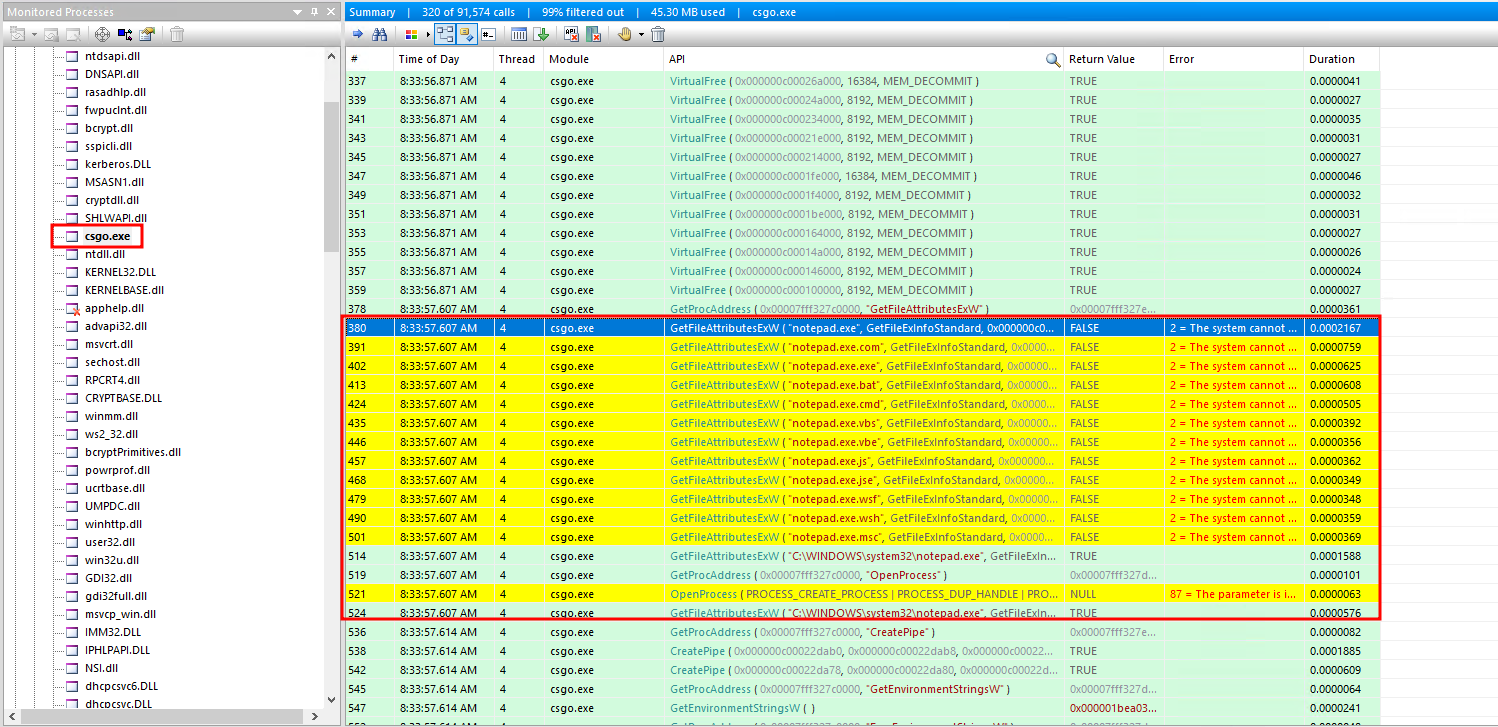 Monitored Processes
ntdsapi.dll
DNSAPI.dll
rasadhlp.dll
fwpuclnt.dll
bcrypt.dll
sspicli.dll
kerberos.DLL
MSASN1.dll
cryptdll.dll
SHLWAPI.dll
csgo.exe
ntdll.dll
KERNEL32.DLL
KERNELBASE.dll
apphelp.dll
advapi32.dll
msvcrt.dll
sechost.dll
RPCRT4.dll
CRYPTBASE.DLL
winmm.dll
ws2_32.dll
bcryptPrimitives.dll
powrprof.dll
ucrtbase.dll
UMPDC.dll
winhttp.dll
user32.dll
win32u.dll
GDI32.dll
gdi32full.dll
msvcp_win.dll
IMM32.DLL
IPHLPAPI.DLL
NSI.dll
dhcpcsvc6.DLL
dhcpcsvc.DLL
Summary | 320 of 91,574 calls | 99% filtered out | 45.30 MB used | csgo.exe
# Time of Day Thread Module API Return Value Error Duration
337 8:33:56.871 AM 4 csgo.exe VirtualFree ( 0x000000c00026a000, 16384, MEM_DECOMMIT ) TRUE 0.0000041
339 8:33:56.871 AM 4 csgo.exe VirtualFree ( 0x000000c00024a000, 8192, MEM_DECOMMIT ) TRUE 0.0000027
341 8:33:56.871 AM 4 csgo.exe VirtualFree ( 0x000000c000234000, 8192, MEM_DECOMMIT ) TRUE 0.0000035
343 8:33:56.871 AM 4 csgo.exe VirtualFree ( 0x000000c00021e000, 8192, MEM_DECOMMIT ) TRUE 0.0000031
345 8:33:56.871 AM 4 csgo.exe VirtualFree ( 0x000000c000214000, 8192, MEM_DECOMMIT ) TRUE 0.0000027
347 8:33:56.871 AM 4 csgo.exe VirtualFree ( 0x000000c0001fe000, 16384, MEM_DECOMMIT ) TRUE 0.0000046
349 8:33:56.871 AM 4 csgo.exe VirtualFree ( 0x000000c0001f4000, 8192, MEM_DECOMMIT ) TRUE 0.0000032
351 8:33:56.871 AM 4 csgo.exe VirtualFree ( 0x000000c0001be000, 8192, MEM_DECOMMIT ) TRUE 0.0000031
353 8:33:56.871 AM 4 csgo.exe VirtualFree ( 0x000000c000164000, 8192, MEM_DECOMMIT ) TRUE 0.0000027
355 8:33:56.871 AM 4 csgo.exe VirtualFree ( 0x000000c00014a000, 8192, MEM_DECOMMIT ) TRUE 0.0000026
357 8:33:56.871 AM 4 csgo.exe VirtualFree ( 0x000000c000146000, 8192, MEM_DECOMMIT ) TRUE 0.0000024
359 8:33:56.871 AM 4 csgo.exe VirtualFree ( 0x000000c000100000, 8192, MEM_DECOMMIT ) TRUE 0.0000027
378 8:33:57.607 AM 4 csgo.exe GetProcAddress ( 0x00007fff327c0000, "GetFileAttributesExW" ) 0x00007fff327e... 0.0000361
380 8:33:57.607 AM 4 csgo.exe GetFileAttributesExW ( "notepad.exe", GetFileExInfoStandard, 0x000000c0... FALSE 2 = The system cannot ... 0.0002167
391 8:33:57.607 AM 4 csgo.exe GetFileAttributesExW ( "notepad.exe.com", GetFileExInfoStandard, 0x0000... FALSE 2 = The system cannot ... 0.0000759
402 8:33:57.607 AM 4 csgo.exe GetFileAttributesExW ( "notepad.exe.exe", GetFileExInfoStandard, 0x00000... FALSE 2 = The system cannot ... 0.0000625
413 8:33:57.607 AM 4 csgo.exe GetFileAttributesExW ( "notepad.exe.bat", GetFileExInfoStandard, 0x00000... FALSE 2 = The system cannot ... 0.0000608
424 8:33:57.607 AM 4 csgo.exe GetFileAttributesExW ( "notepad.exe.cmd", GetFileExInfoStandard, 0x0000... FALSE 2 = The system cannot ... 0.0000505
435 8:33:57.607 AM 4 csgo.exe GetFileAttributesExW ( "notepad.exe.vbs", GetFileExInfoStandard, 0x00000... FALSE 2 = The system cannot ... 0.0000392
446 8:33:57.607 AM 4 csgo.exe GetFileAttributesExW ( "notepad.exe.vbe", GetFileExInfoStandard, 0x00000... FALSE 2 = The system cannot ... 0.0000356
457 8:33:57.607 AM 4 csgo.exe GetFileAttributesExW ( "notepad.exe.js", GetFileExInfoStandard, 0x000000... FALSE 2 = The system cannot ... 0.0000362
468 8:33:57.607 AM 4 csgo.exe GetFileAttributesExW ( "notepad.exe.jse", GetFileExInfoStandard, 0x00000... FALSE 2 = The system cannot ... 0.0000349
479 8:33:57.607 AM 4 csgo.exe GetFileAttributesExW ( "notepad.exe.wsf", GetFileExInfoStandard, 0x00000... FALSE 2 = The system cannot ... 0.0000348
490 8:33:57.607 AM 4 csgo.exe GetFileAttributesExW ( "notepad.exe.wsh", GetFileExInfoStandard, 0x0000... FALSE 2 = The system cannot ... 0.0000359
501 8:33:57.607 AM 4 csgo.exe GetFileAttributesExW ( "notepad.exe.msc", GetFileExInfoStandard, 0x0000... FALSE 2 = The system cannot ... 0.0000369
514 8:33:57.607 AM 4 csgo.exe GetFileAttributesExW ( "C:\WINDOWS\system32\notepad.exe", GetFileExIn... TRUE 0.0001588
519 8:33:57.607 AM 4 csgo.exe GetProcAddress ( 0x00007fff327c0000, "OpenProcess" ) 0x00007fff327d... 0.0000101
521 8:33:57.607 AM 4 csgo.exe OpenProcess ( PROCESS_CREATE_PROCESS | PROCESS_DUP_HANDLE | PRO... NULL 87 = The parameter is i... 0.0000063
524 8:33:57.607 AM 4 csgo.exe GetFileAttributesExW ( "C:\WINDOWS\system32\notepad.exe", GetFileExIn... TRUE 0.0000576
536 8:33:57.614 AM 4 csgo.exe GetProcAddress ( 0x00007fff327c0000, "CreatePipe" ) 0x00007fff327e... 0.0000082
538 8:33:57.614 AM 4 csgo.exe CreatePipe ( 0x000000c00022dab0, 0x000000c00022dab8, 0x000000c00022... TRUE 0.0001885
542 8:33:57.614 AM 4 csgo.exe CreatePipe ( 0x000000c00022da78, 0x000000c00022da80, 0x000000c00022d... TRUE 0.0000609
545 8:33:57.614 AM 4 csgo.exe GetProcAddress ( 0x00007fff327c0000, "GetEnvironmentStringsW" ) 0x00007fff327e... 0.0000064
547 8:33:57.614 AM 4 csgo.exe GetEnvironmentStringsW ( ) 0x000001bea03... 0.0000241